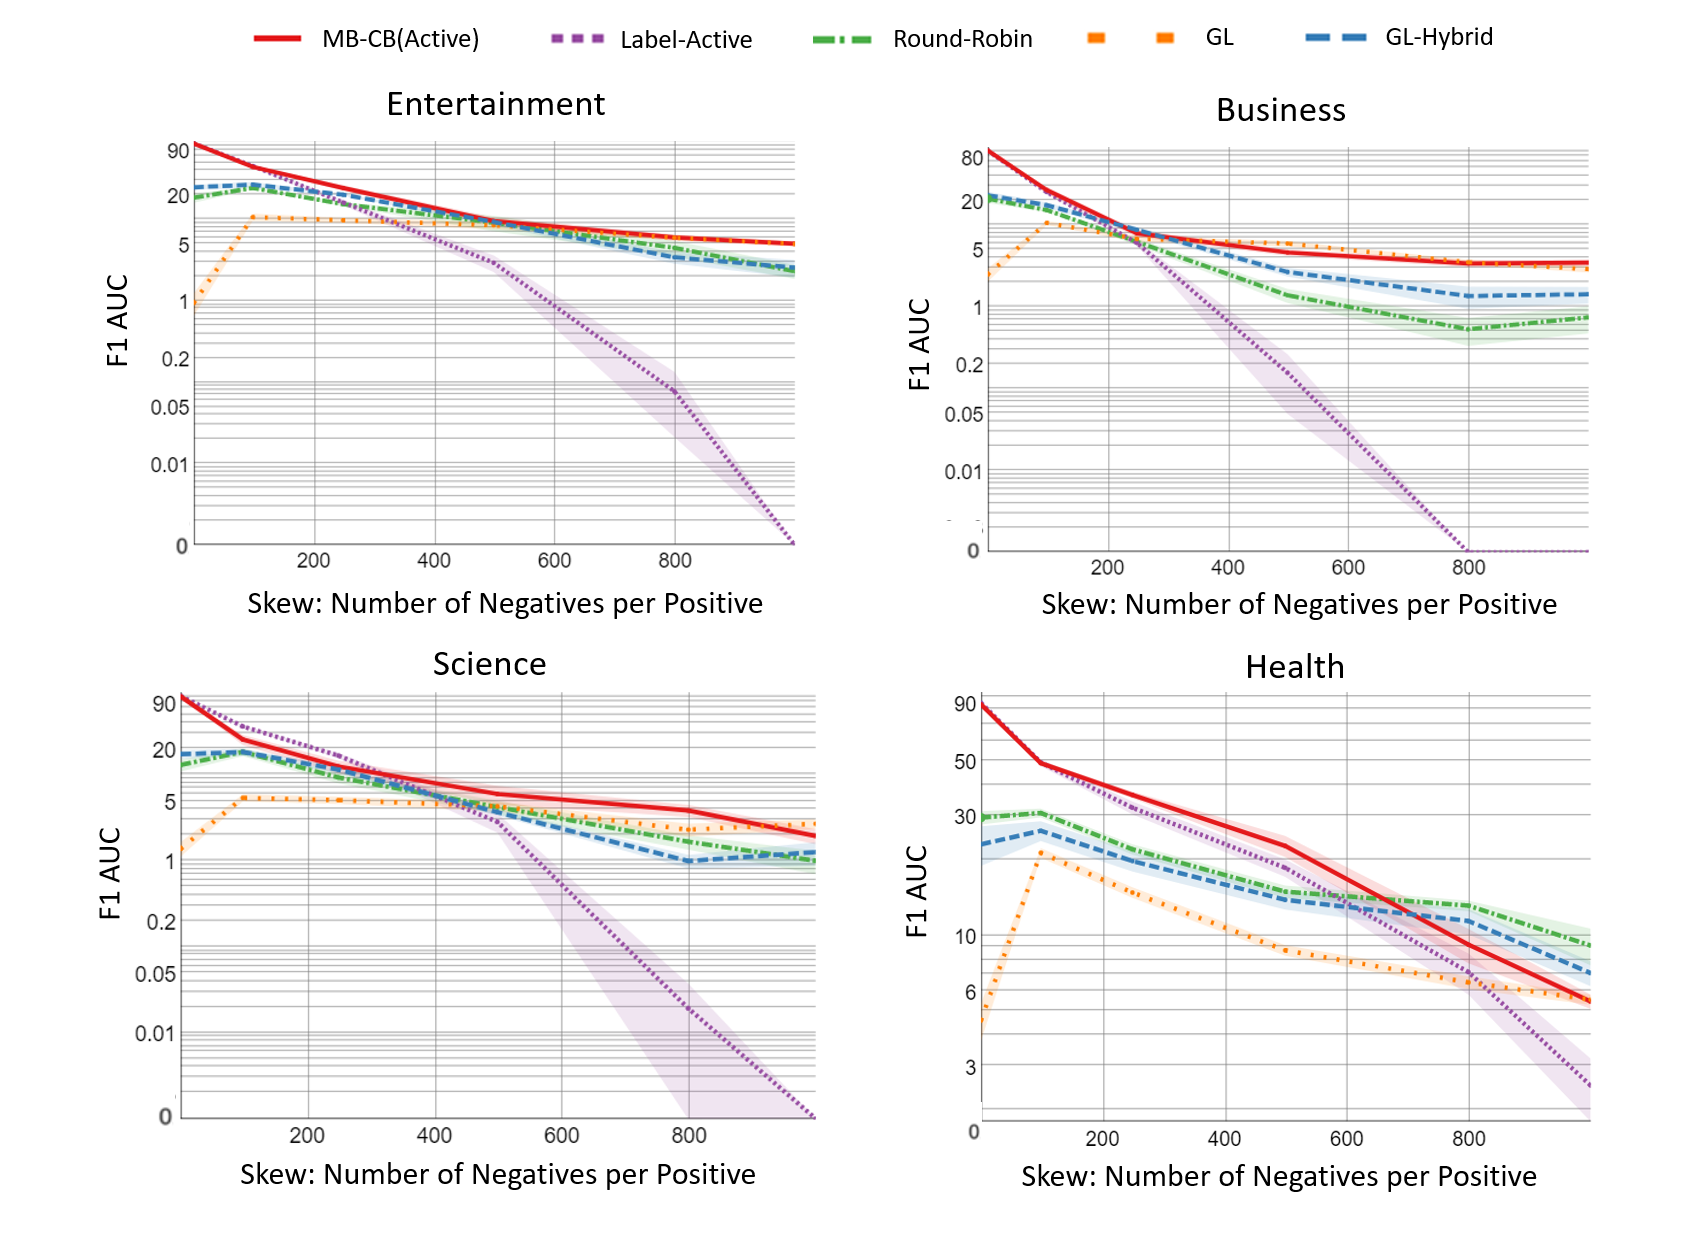 MB-CB(Active) Label-Active Round-Robin GL GL-Hybrid
Entertainment
90
20
5
1
0.2
0.05
0.01
0
F1 AUC
200 400 600 800
Skew: Number of Negatives per Positive
Business
80
20
5
1
0.2
0.05
0.01
0
F1 AUC
200 400 600 800
Skew: Number of Negatives per Positive
Science
90
20
5
1
0.2
0.05
0.01
0
F1 AUC
200 400 600 800
Skew: Number of Negatives per Positive
Health
90
50
30
10
6
3
0
F1 AUC
200 400 600 800
Skew: Number of Negatives per Positive